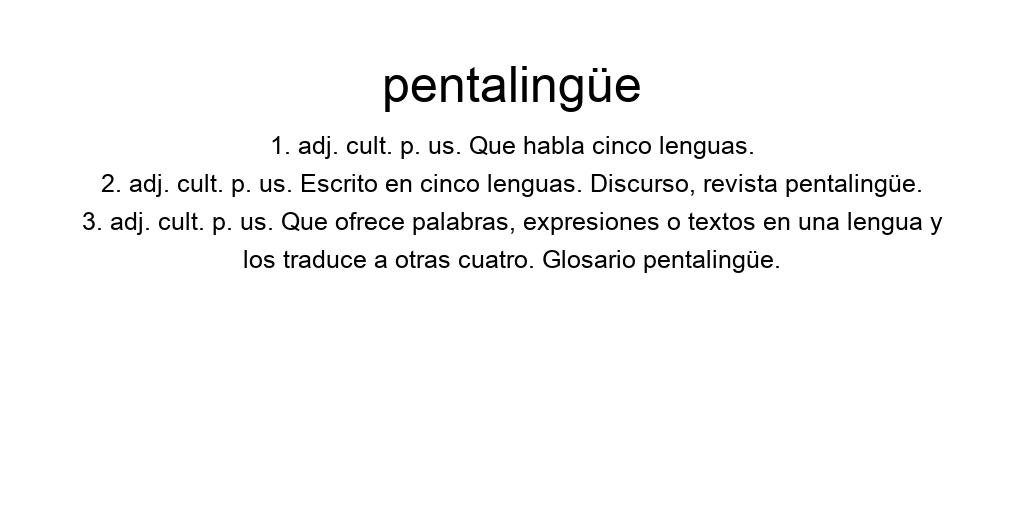 pentalingüe
1. adj. cult. p. us. Que habla cinco lenguas.
2. adj. cult. p. us. Escrito en cinco lenguas. Discurso, revista pentalingüe.
3. adj. cult. p. us. Que ofrece palabras, expresiones o textos en una lengua y
los traduce a otras cuatro. Glosario pentalingüe.